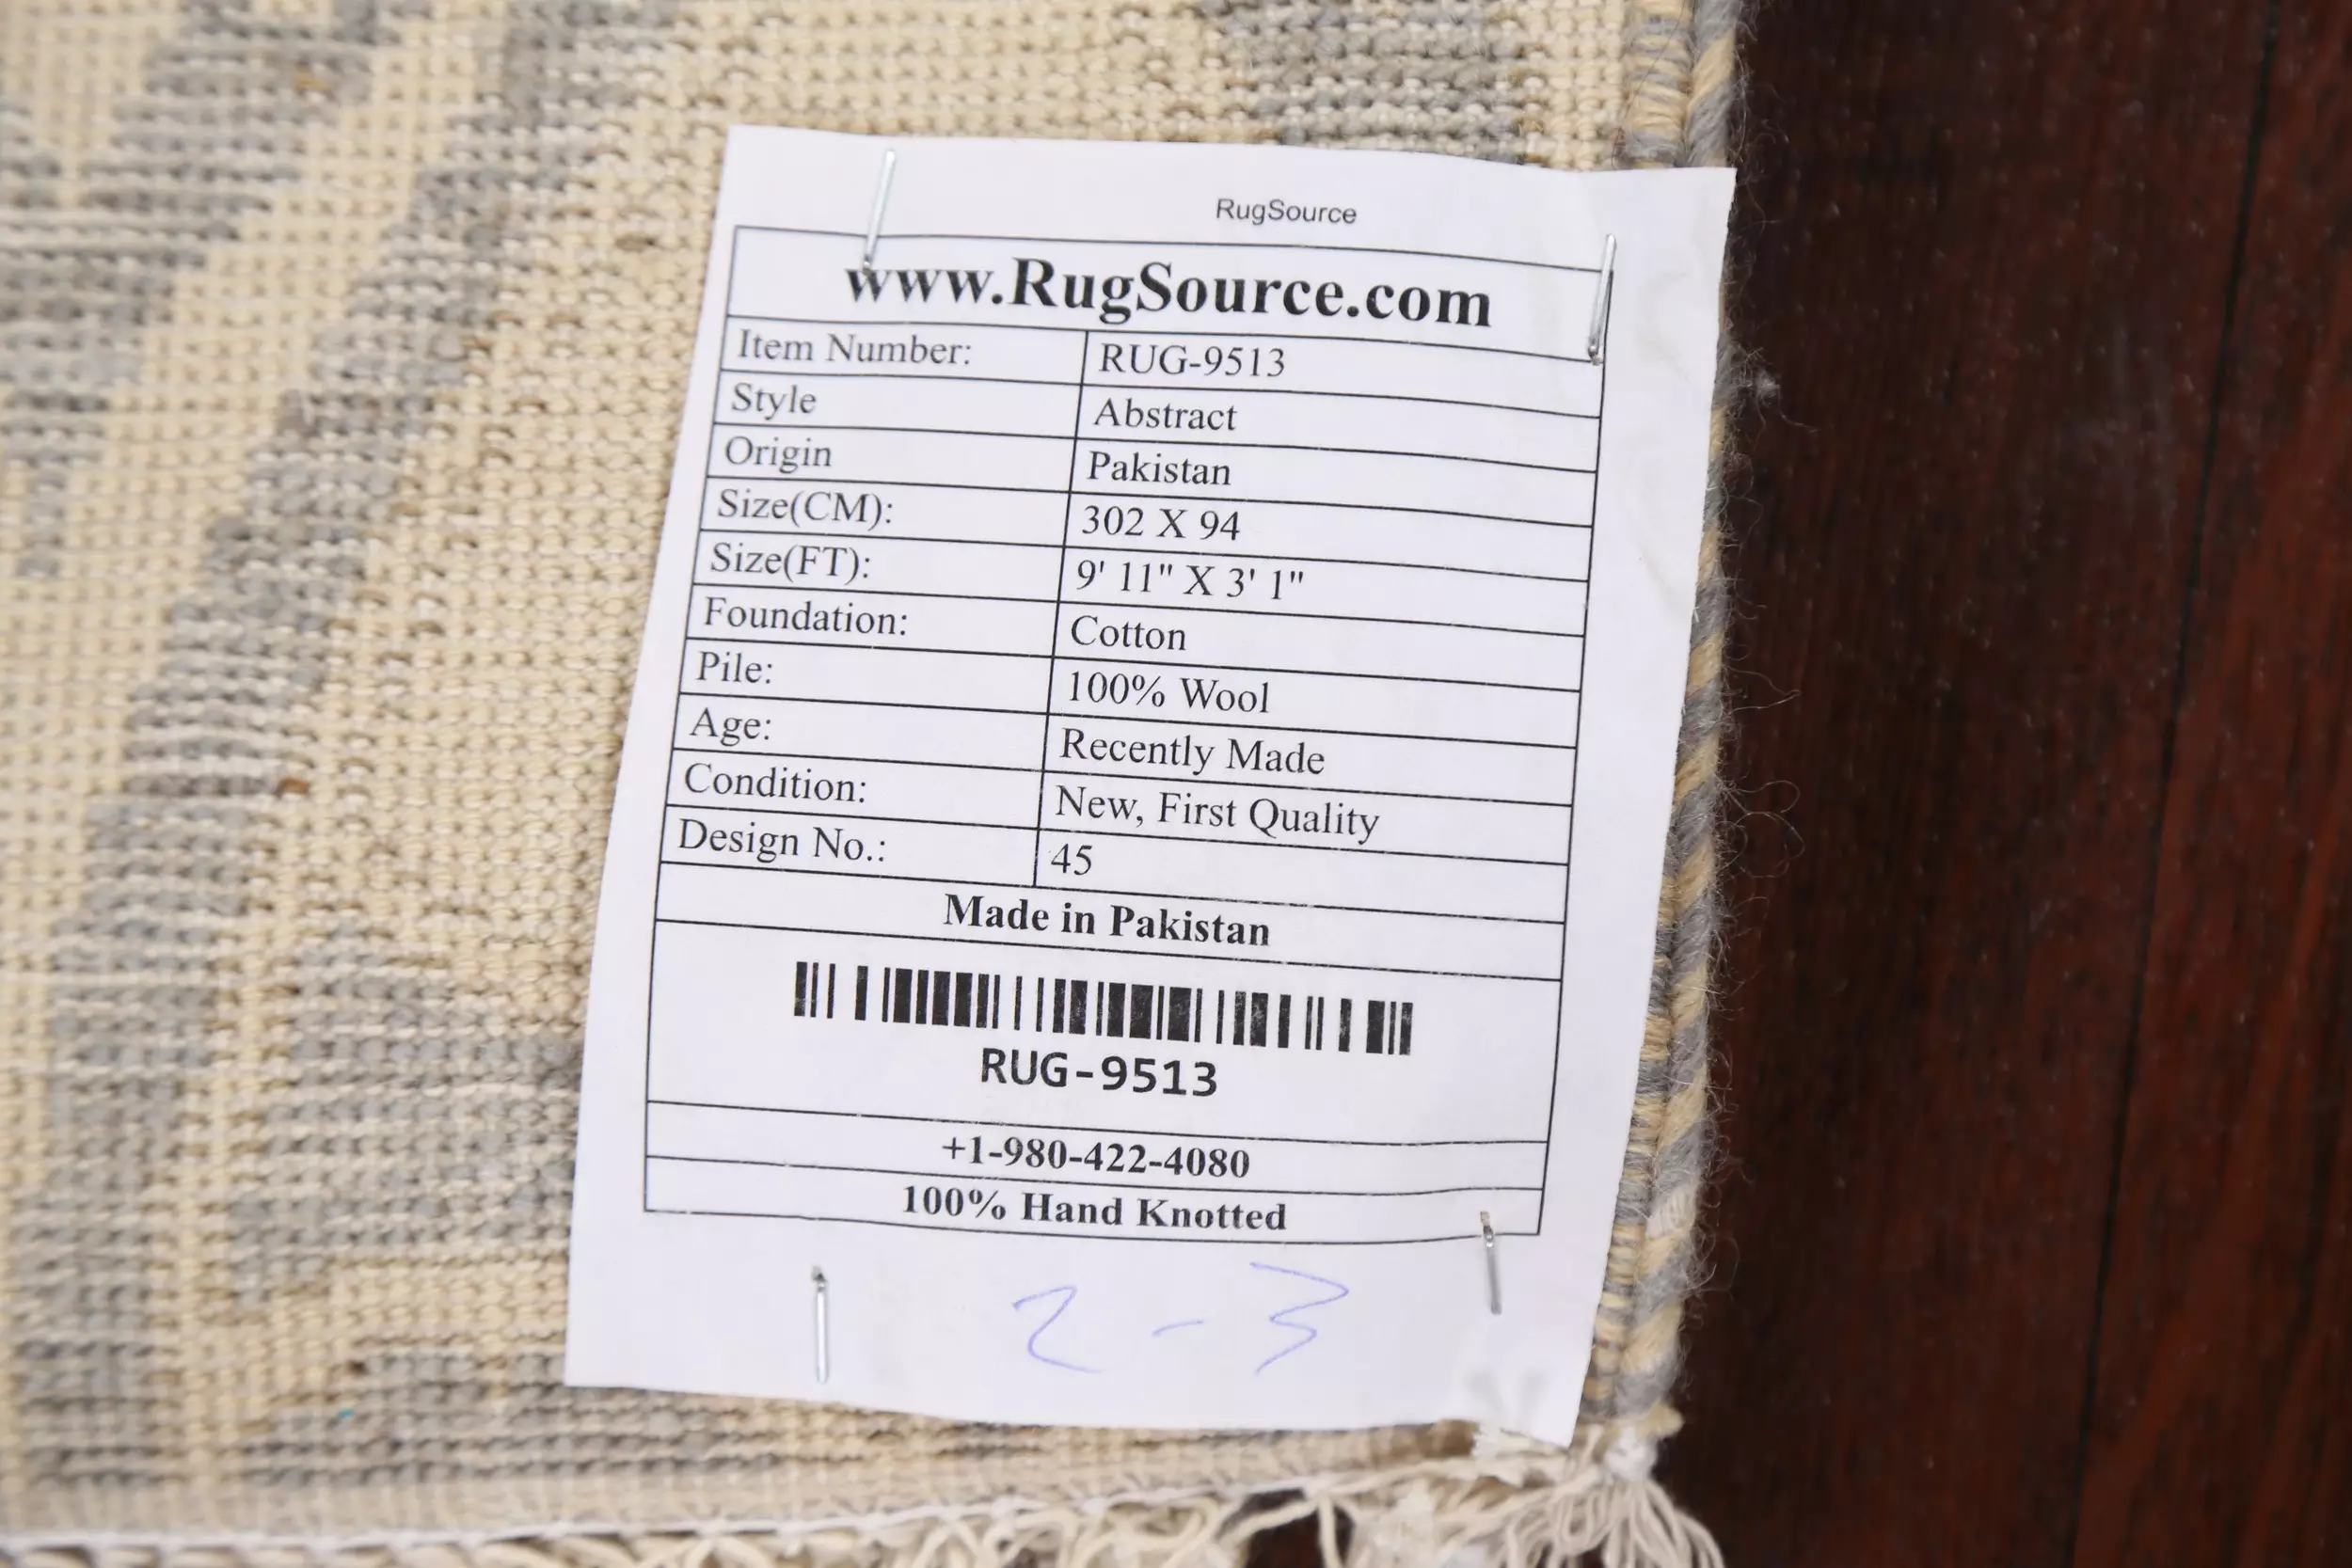 RugSource
www.RugSource.com
Item Number: RUG-9513
Style Abstract
Origin Pakistan
Size(CM): 302 X 94
Size(FT): 9' 11" X 3' 1"
Foundation: Cotton
Pile: 100% Wool
Age: Recently Made
Condition: New, First Quality
Design No.: 45
Made in Pakistan
RUG-9513
+1-980-422-4080
100% Hand Knotted
2-3